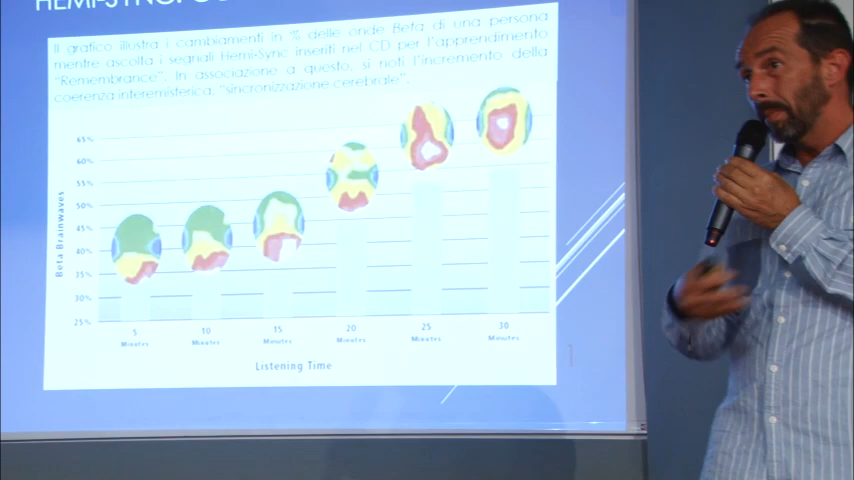 HEMI-SYNC:
Il grafico illustra i cambiamenti in % delle onde Beta di una persona
mentre ascolta i segnali Hemi-Sync inseriti nel CD per l'apprendimento
"Remembrance". In associazione a questo, si noti l'incremento della
coerenza interemisferica, "sincronizzazione cerebrale".
65%
60%
55%
50%
45%
40%
35%
30%
25%
Beta Brainwaves
5 10 15 20 25 30
Minutes Minutes Minutes Minutes Minutes Minutes
Listening Time